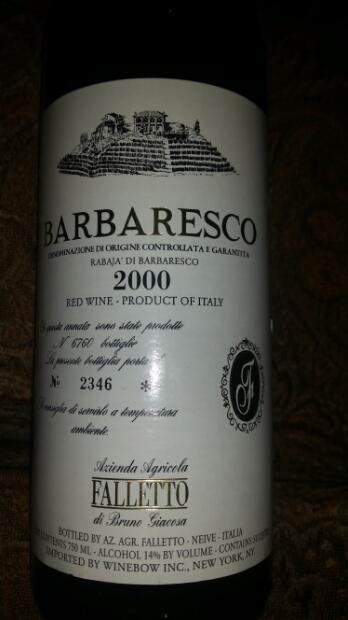 BARBARESCO
DENOMINAZIONE DI ORIGINE CONTROLLATA E GARANTITA
RABAJA' DI BARBARESCO
2000
RED WINE - PRODUCT OF ITALY
Di questa annata sono state prodotte
N° 6760 bottiglie
La presente bottiglia porta il
No 2346 **
Si consiglia di servirlo a temperatura
ambiente.
Azienda Agricola
FALLETTO
di Bruno Giacosa
BOTTLED BY AZ. AGR. FALLETTO - NEIVE - ITALIA
CONTENTS 750 ML - ALCOHOL 14% BY VOLUME - CONTAINS
IMPORTED BY WINEBOW INC., NEW YORK, NY.